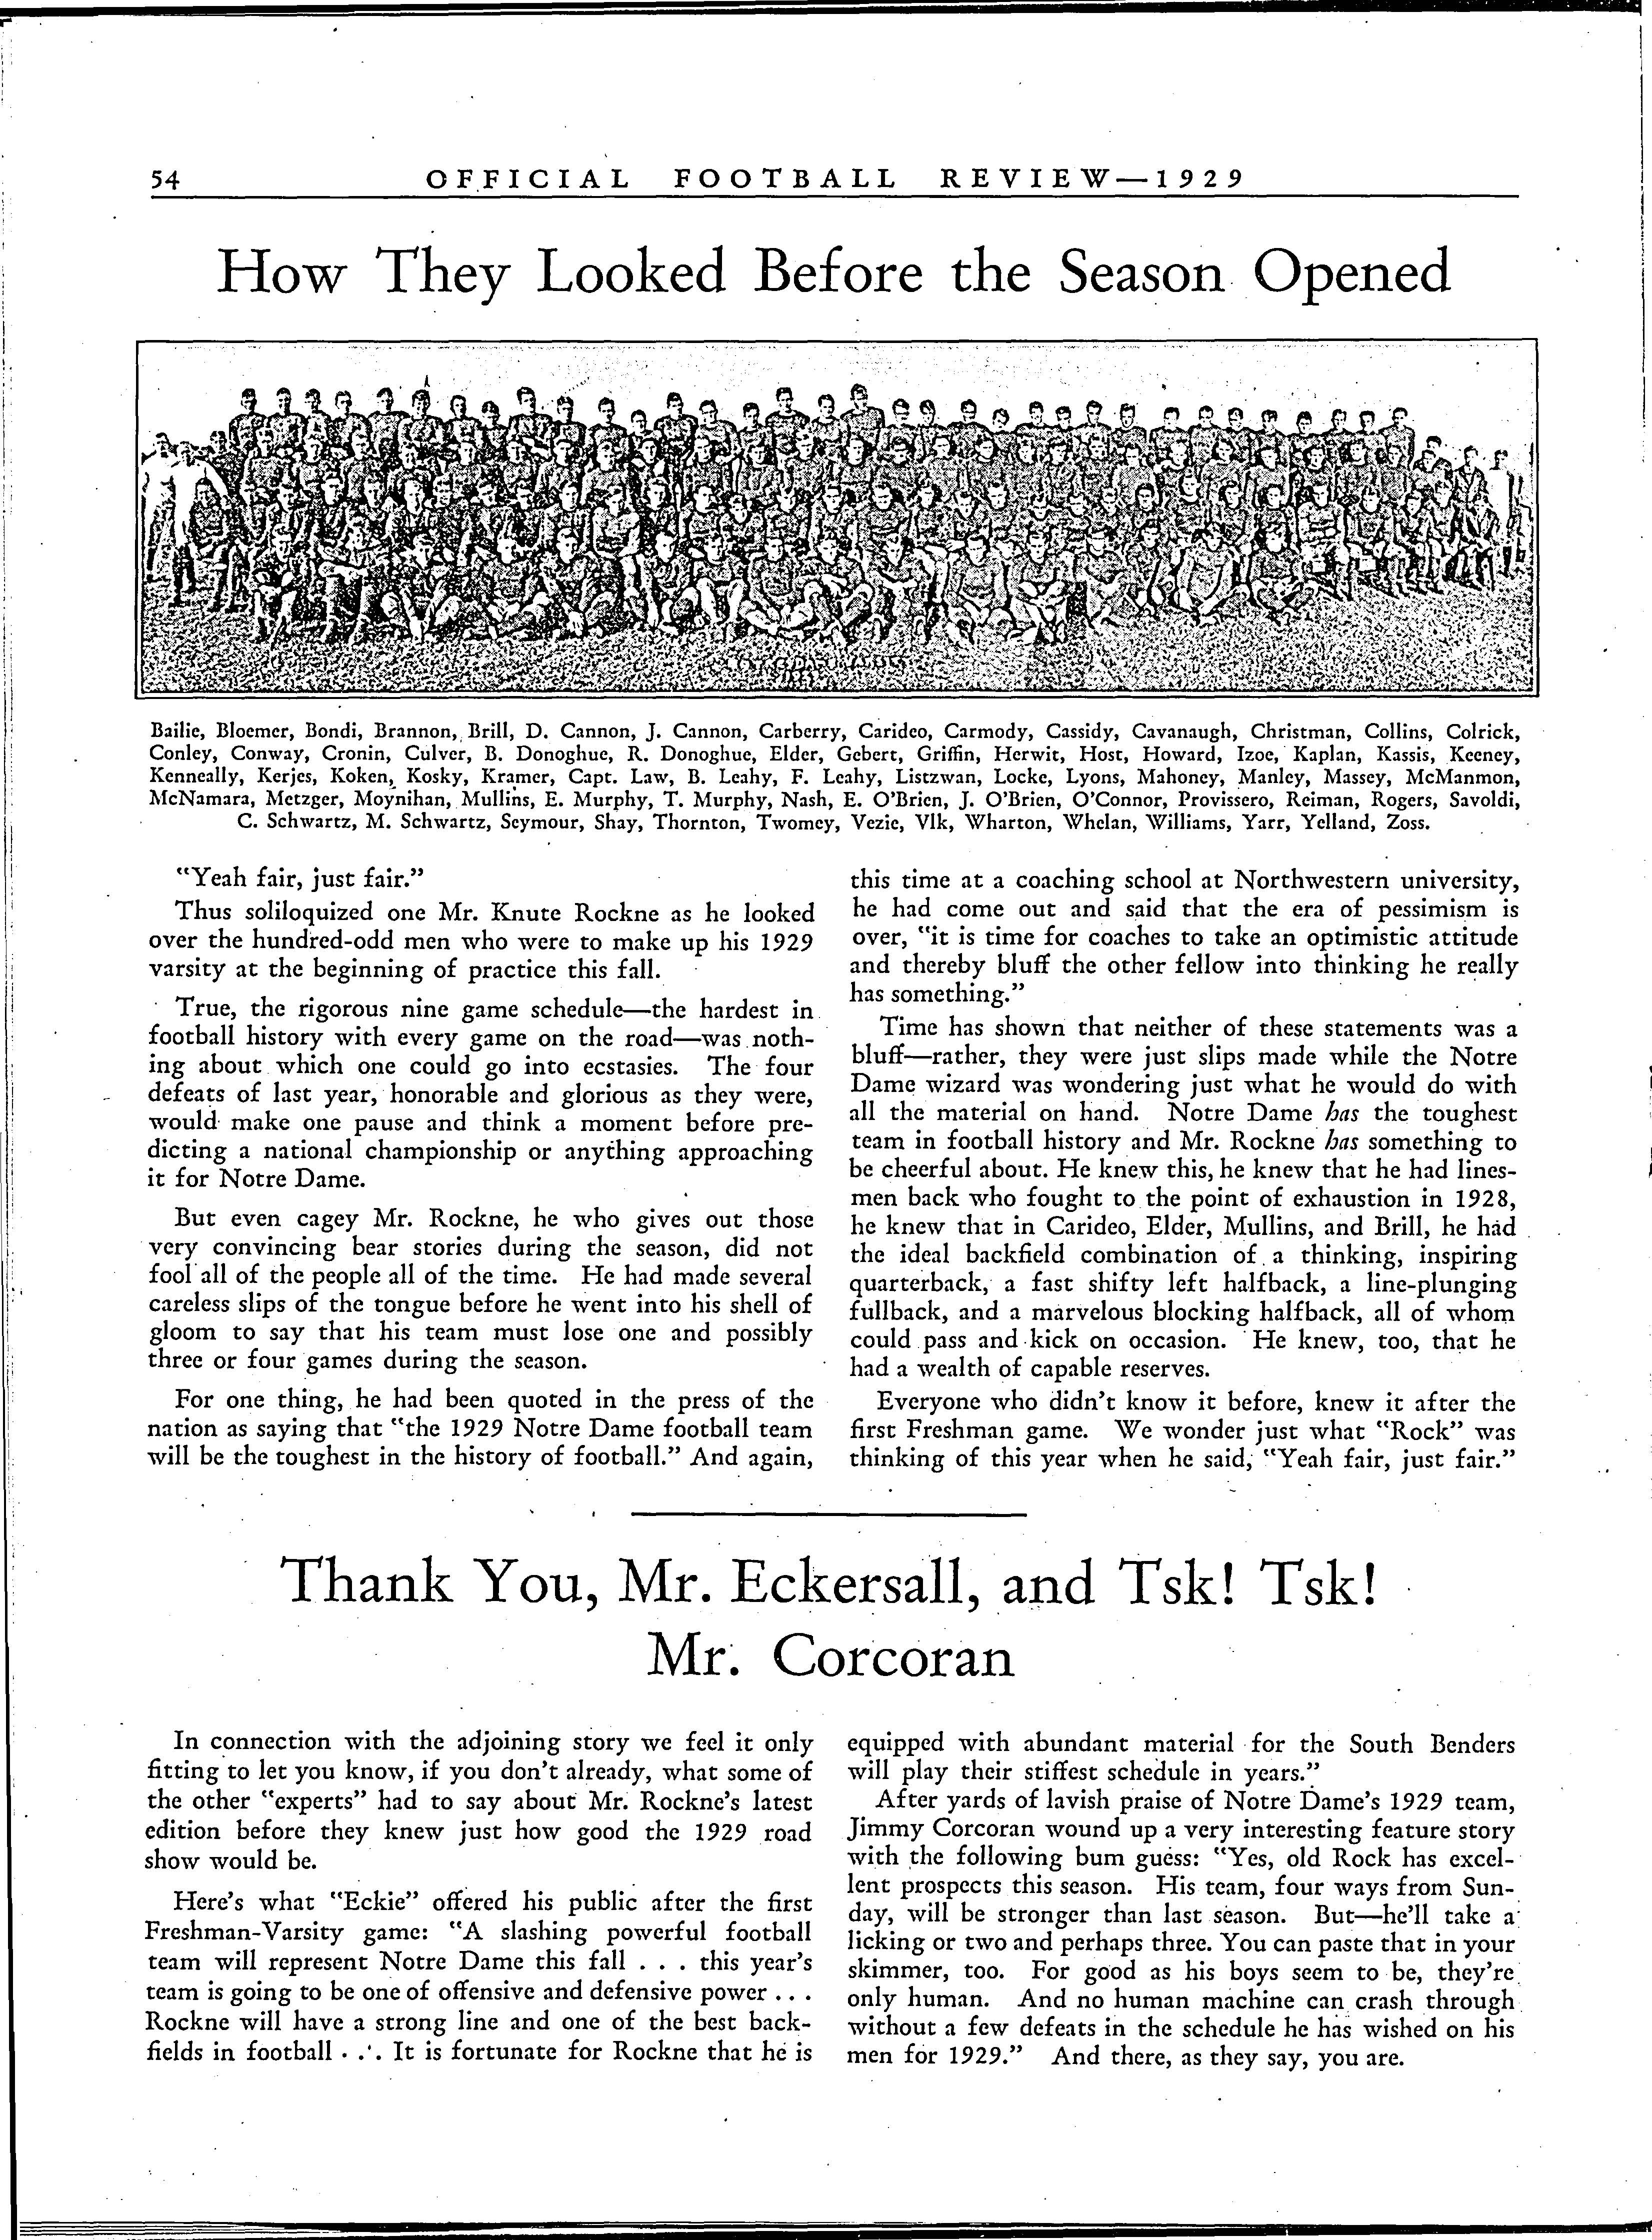 54 OFFICIAL FOOTBALL REVIEW—1929
How They Looked Before the Season Opened
Bailie, Bloemer, Bondi, Brannon, Brill, D. Cannon, J. Cannon, Carberry, Carideo, Carmody, Cassidy, Cavanaugh, Christman, Collins, Colrick,
Conley, Conway, Cronin, Culver, B. Donoghue, R. Donoghue, Elder, Gebert, Griffin, Herwit, Host, Howard, Izoe, Kaplan, Kassis, Keeney,
Kenneally, Kerjes, Koken, Kosky, Kramer, Capt. Law, B. Leahy, F. Leahy, Listzwan, Locke, Lyons, Mahoney, Manley, Massey, McManmon,
McNamara, Metzger, Moynihan, Mullins, E. Murphy, T. Murphy, Nash, E. O'Brien, J. O'Brien, O'Connor, Provissero, Reiman, Rogers, Savoldi,
C. Schwartz, M. Schwartz, Seymour, Shay, Thornton, Twomey, Vezie, Vlk, Wharton, Whelan, Williams, Yarr, Yelland, Zoss.
"Yeah fair, just fair."
Thus soliloquized one Mr. Knute Rockne as he looked
over the hundred-odd men who were to make up his 1929
varsity at the beginning of practice this fall.
True, the rigorous nine game schedule—the hardest in
football history with every game on the road—was noth-
ing about which one could go into ecstasies. The four
defeats of last year, honorable and glorious as they were,
would make one pause and think a moment before pre-
dicting a national championship or anything approaching
it for Notre Dame.
But even cagey Mr. Rockne, he who gives out those
very convincing bear stories during the season, did not
fool all of the people all of the time. He had made several
careless slips of the tongue before he went into his shell of
gloom to say that his team must lose one and possibly
three or four games during the season.
For one thing, he had been quoted in the press of the
nation as saying that "the 1929 Notre Dame football team
will be the toughest in the history of football." And again,
this time at a coaching school at Northwestern university,
he had come out and said that the era of pessimism is
over, "it is time for coaches to take an optimistic attitude
and thereby bluff the other fellow into thinking he really
has something."
Time has shown that neither of these statements was a
bluff—rather, they were just slips made while the Notre
Dame wizard was wondering just what he would do with
all the material on hand. Notre Dame has the toughest
team in football history and Mr. Rockne has something to
be cheerful about. He knew this, he knew that he had lines-
men back who fought to the point of exhaustion in 1928,
he knew that in Carideo, Elder, Mullins, and Brill, he had
the ideal backfield combination of a thinking, inspiring
quarterback, a fast shifty left halfback, a line-plunging
fullback, and a marvelous blocking halfback, all of whom
could pass and kick on occasion. He knew, too, that he
had a wealth of capable reserves.
Everyone who didn't know it before, knew it after the
first Freshman game. We wonder just what "Rock" was
thinking of this year when he said, "Yeah fair, just fair."
Thank You, Mr. Eckersall, and Tsk! Tsk!
Mr. Corcoran
In connection with the adjoining story we feel it only
fitting to let you know, if you don't already, what some of
the other "experts" had to say about Mr. Rockne's latest
edition before they knew just how good the 1929 road
show would be.
Here's what "Eckie" offered his public after the first
Freshman-Varsity game: "A slashing powerful football
team will represent Notre Dame this fall . . . this year's
team is going to be one of offensive and defensive power . . .
Rockne will have a strong line and one of the best back-
fields in football . . . It is fortunate for Rockne that he is
equipped with abundant material for the South Benders
will play their stiffest schedule in years."
After yards of lavish praise of Notre Dame's 1929 team,
Jimmy Corcoran wound up a very interesting feature story
with the following bum guess: "Yes, old Rock has excel-
lent prospects this season. His team, four ways from Sun-
day, will be stronger than last season. But—he'll take a
licking or two and perhaps three. You can paste that in your
skimmer, too. For good as his boys seem to be, they're
only human. And no human machine can crash through
without a few defeats in the schedule he has wished on his
men for 1929." And there, as they say, you are.